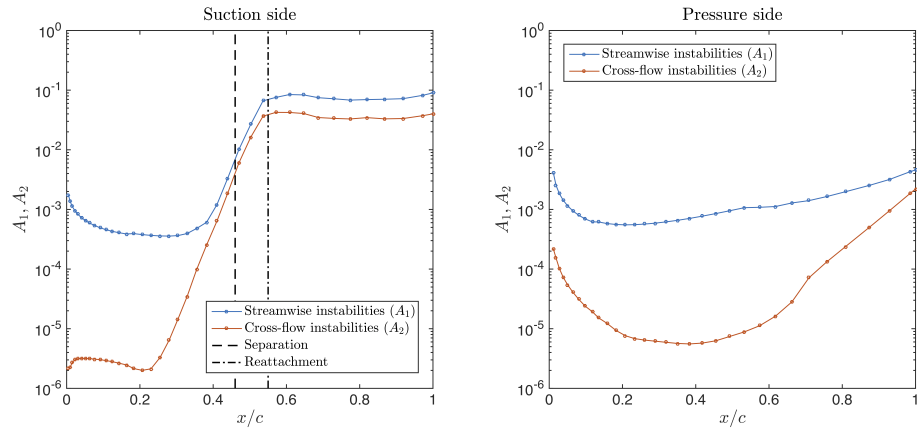 Suction side
10^0
10^-1
10^-2
10^-3
10^-4
10^-5
10^-6
A_1, A_2
0 0.2 0.4 0.6 0.8 1
x/c
Streamwise instabilities (A_1)
Cross-flow instabilities (A_2)
Separation
Reattachment
Pressure side
10^0
10^-1
10^-2
10^-3
10^-4
10^-5
10^-6
A_1, A_2
0 0.2 0.4 0.6 0.8 1
x/c
Streamwise instabilities (A_1)
Cross-flow instabilities (A_2)